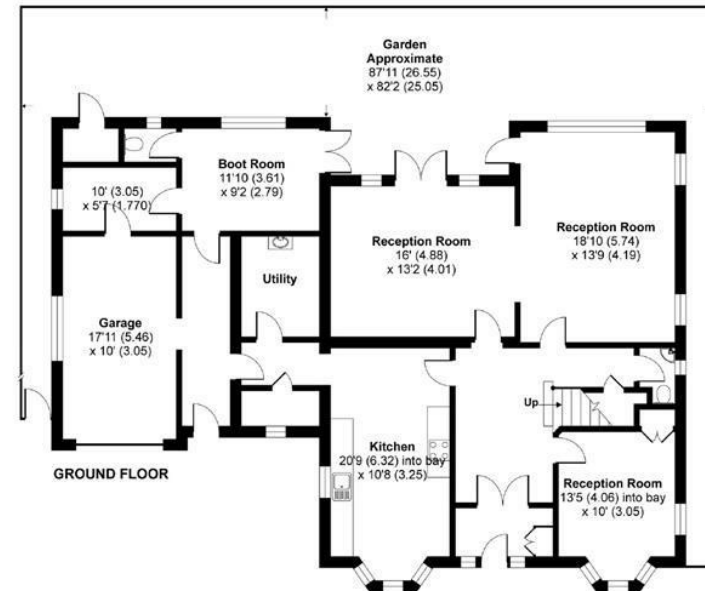 Garden
Approximate
87'11 (26.55)
x 82'2 (25.05)
Boot Room
11'10 (3.61)
x 9'2 (2.79)
10' (3.05)
x 5'7 (1.770)
Reception Room
16' (4.88)
x 13'2 (4.01)
Reception Room
18'10 (5.74)
x 13'9 (4.19)
Utility
Garage
17'11 (5.46)
x 10' (3.05)
Up
Kitchen
20'9 (6.32) into bay
x 10'8 (3.25)
Reception Room
13'5 (4.06) into bay
x 10' (3.05)
GROUND FLOOR